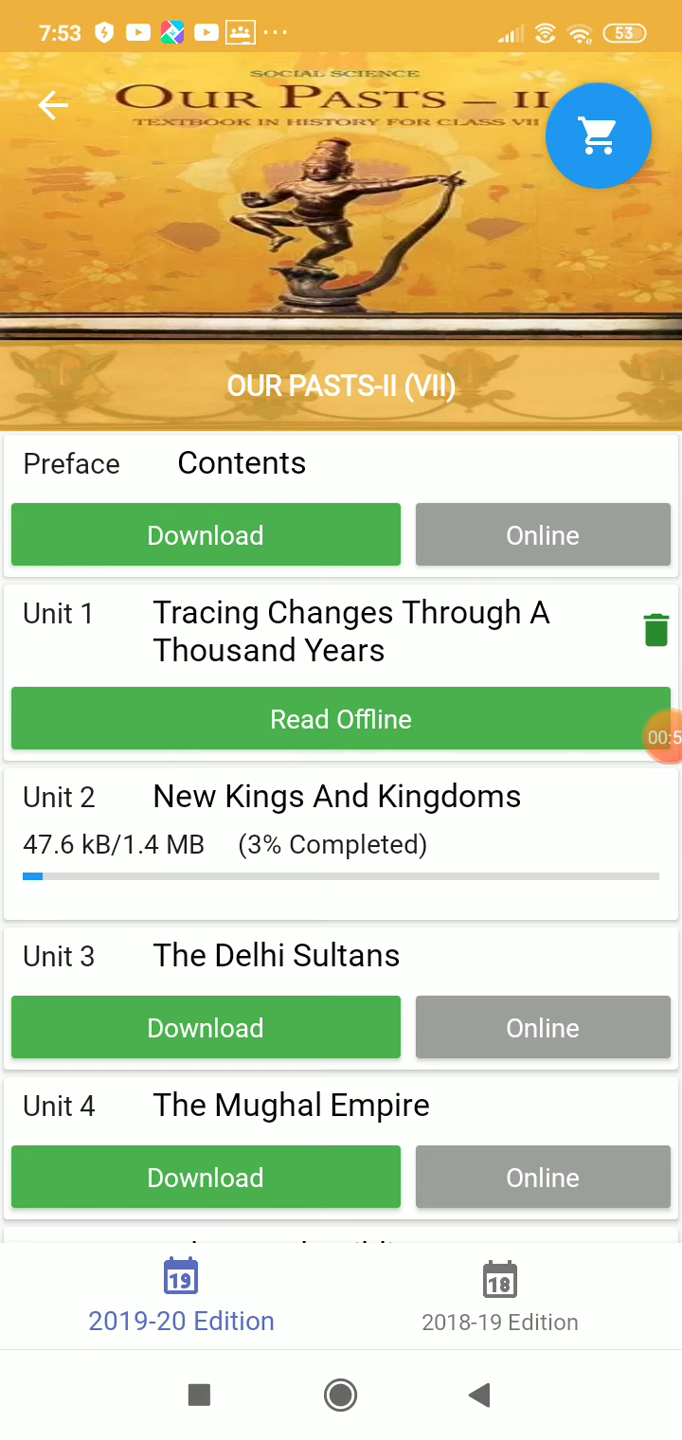 7:53
53
SOCIAL SCIENCE
OUR PASTS – II
TEXTBOOK IN HISTORY FOR CLASS VII
OUR PASTS-II (VII)
Preface Contents
Download Online
Unit 1 Tracing Changes Through A
Thousand Years
Read Offline
00:5
Unit 2 New Kings And Kingdoms
47.6 kB/1.4 MB (3% Completed)
Unit 3 The Delhi Sultans
Download Online
Unit 4 The Mughal Empire
Download Online
19 18
2019-20 Edition 2018-19 Edition